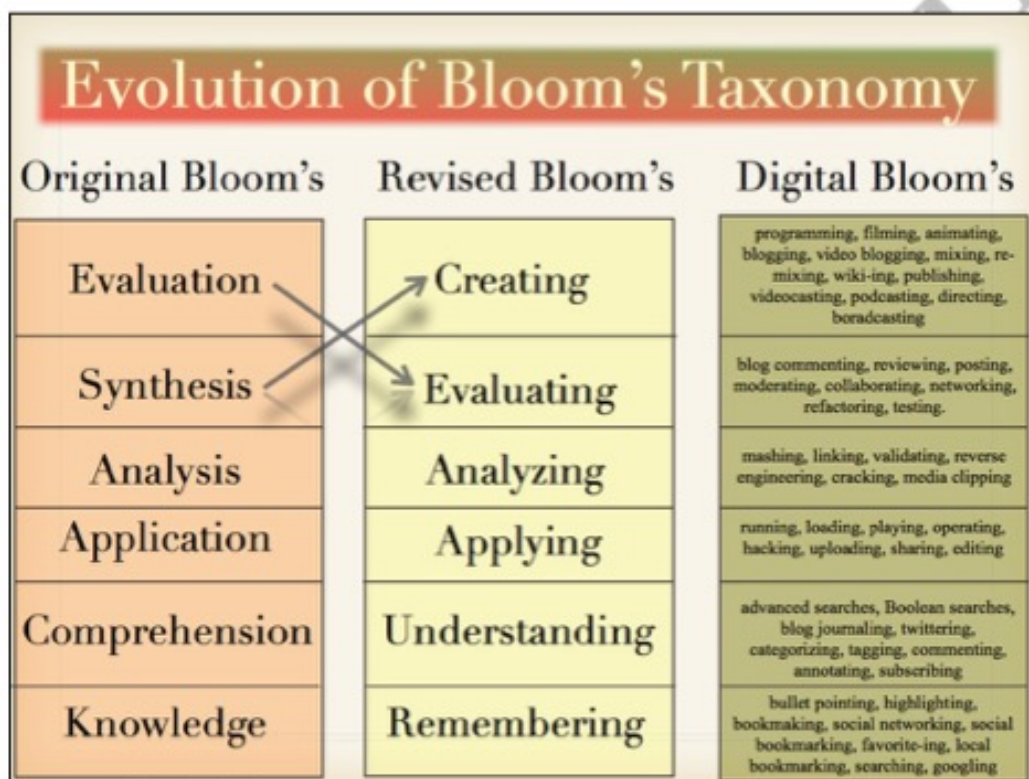 Evolution of Bloom's Taxonomy
Original Bloom's
Evaluation
Synthesis
Analysis
Application
Comprehension
Knowledge
Revised Bloom's
Creating
Evaluating
Analyzing
Applying
Understanding
Remembering
Digital Bloom's
programming, filming, animating,
blogging, video blogging, mixing, re-
mixing, wiki-ing, publishing,
videocasting, podcasting, directing,
boradcasting
blog commenting, reviewing, posting,
moderating, collaborating, networking,
refactoring, testing.
mashing, linking, validating, reverse
engineering, cracking, media clipping
running, loading, playing, operating,
hacking, uploading, sharing, editing
advanced searches, Boolean searches,
blog journaling, twittering,
categorizing, tagging, commenting,
annotating, subscribing
bullet pointing, highlighting,
bookmaking, social networking, social
bookmarking, favorite-ing, local
bookmarking, searching, googling